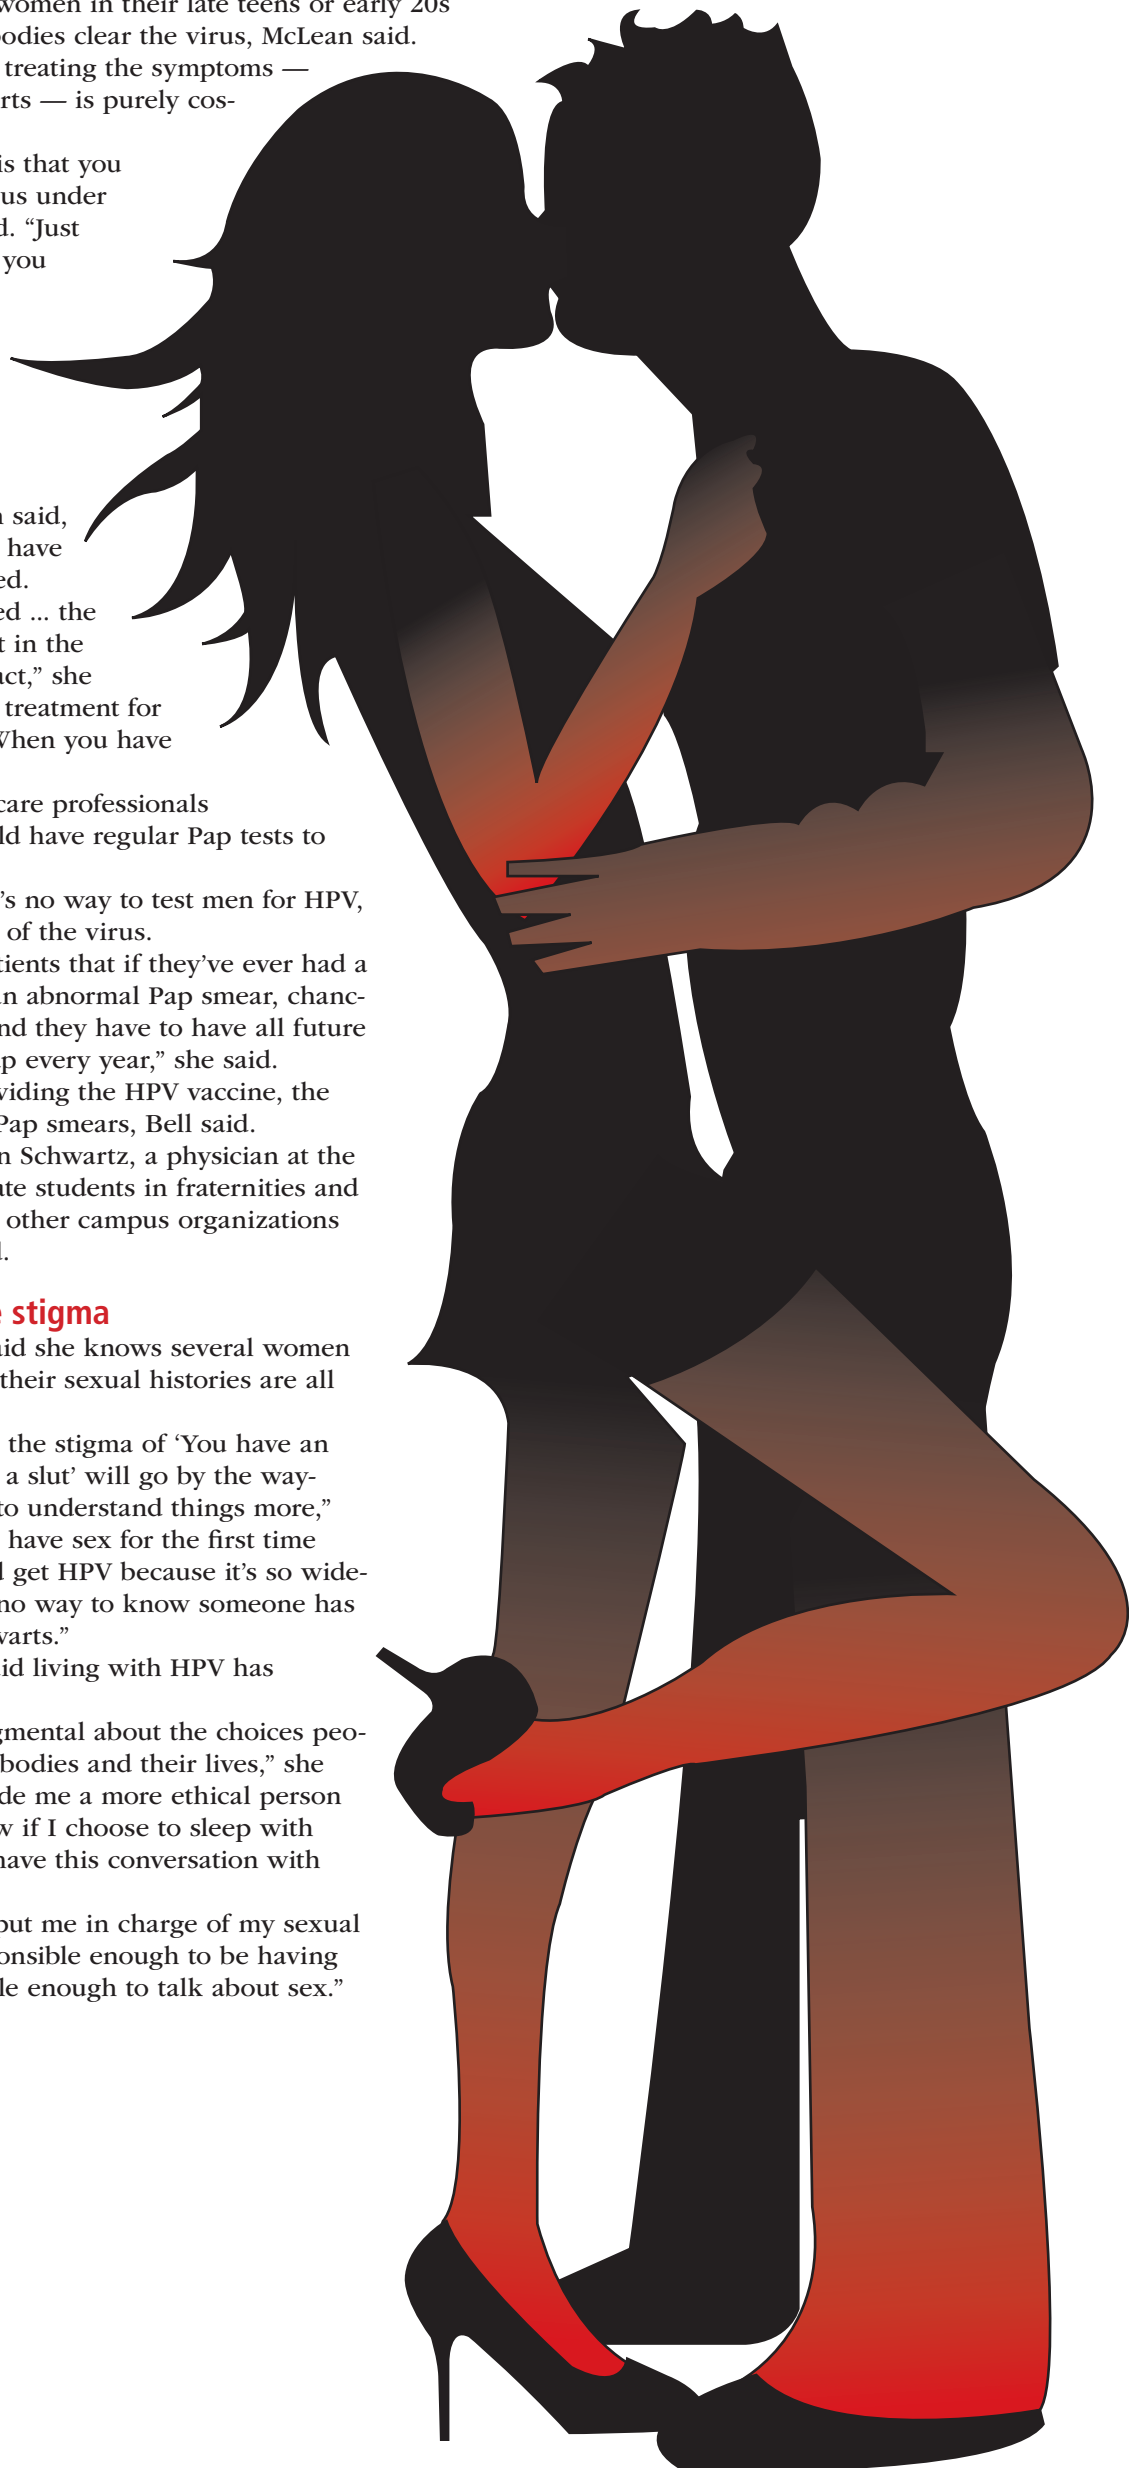 women in their late teens or early 20s
odies clear the virus, McLean said.
treating the symptoms —
rts — is purely cos-
is that you
us under
d. “Just
you
n said,
have
ed.
ed ... the
t in the
act,” she
treatment for
When you have
care professionals
ld have regular Pap tests to
’s no way to test men for HPV,
of the virus.
tients that if they’ve ever had a
an abnormal Pap smear, chanc-
nd they have to have all future
p every year,” she said.
viding the HPV vaccine, the
Pap smears, Bell said.
n Schwartz, a physician at the
ate students in fraternities and
other campus organizations
d.
e stigma
aid she knows several women
their sexual histories are all
the stigma of ‘You have an
a slut’ will go by the way-
to understand things more,”
have sex for the first time
d get HPV because it’s so wide-
no way to know someone has
warts.”
aid living with HPV has
gmental about the choices peo-
bodies and their lives,” she
de me a more ethical person
w if I choose to sleep with
have this conversation with
put me in charge of my sexual
onsible enough to be having
le enough to talk about sex.”